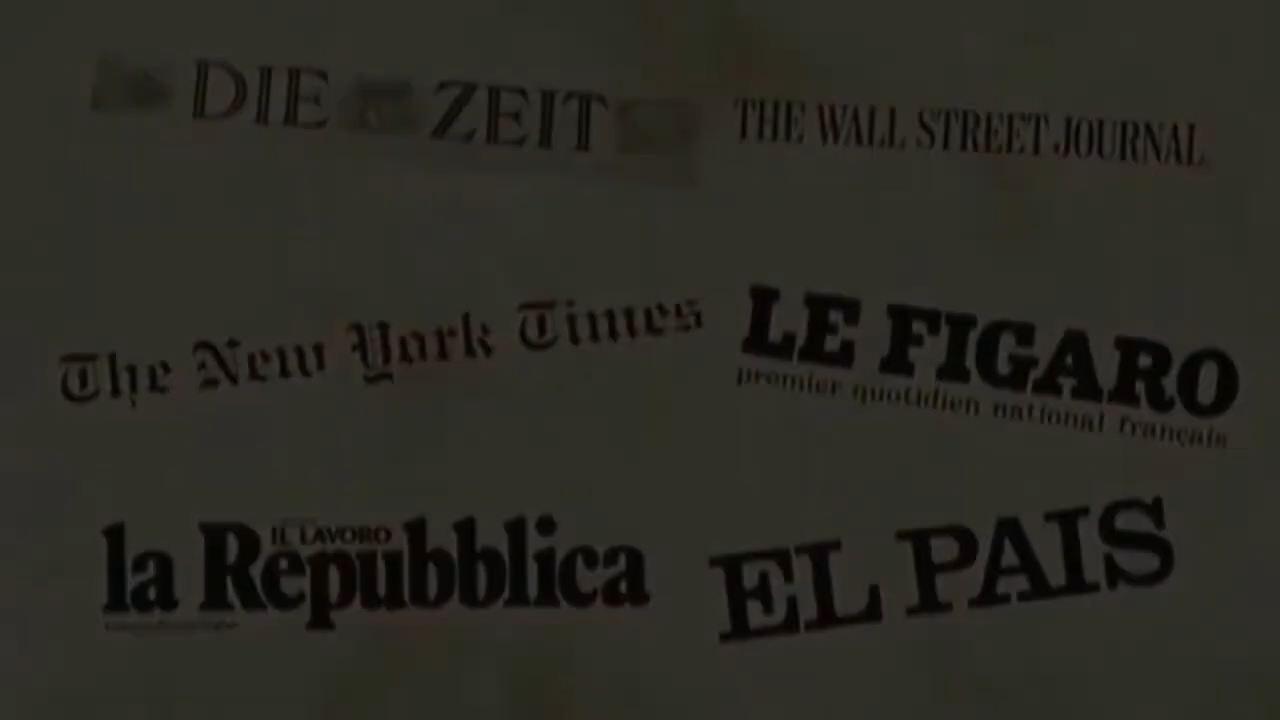 DIE ZEIT
THE WALL STREET JOURNAL
The New York Times
LE FIGARO
premier quotidien national français
IL LAVORO
la Repubblica
EL PAIS